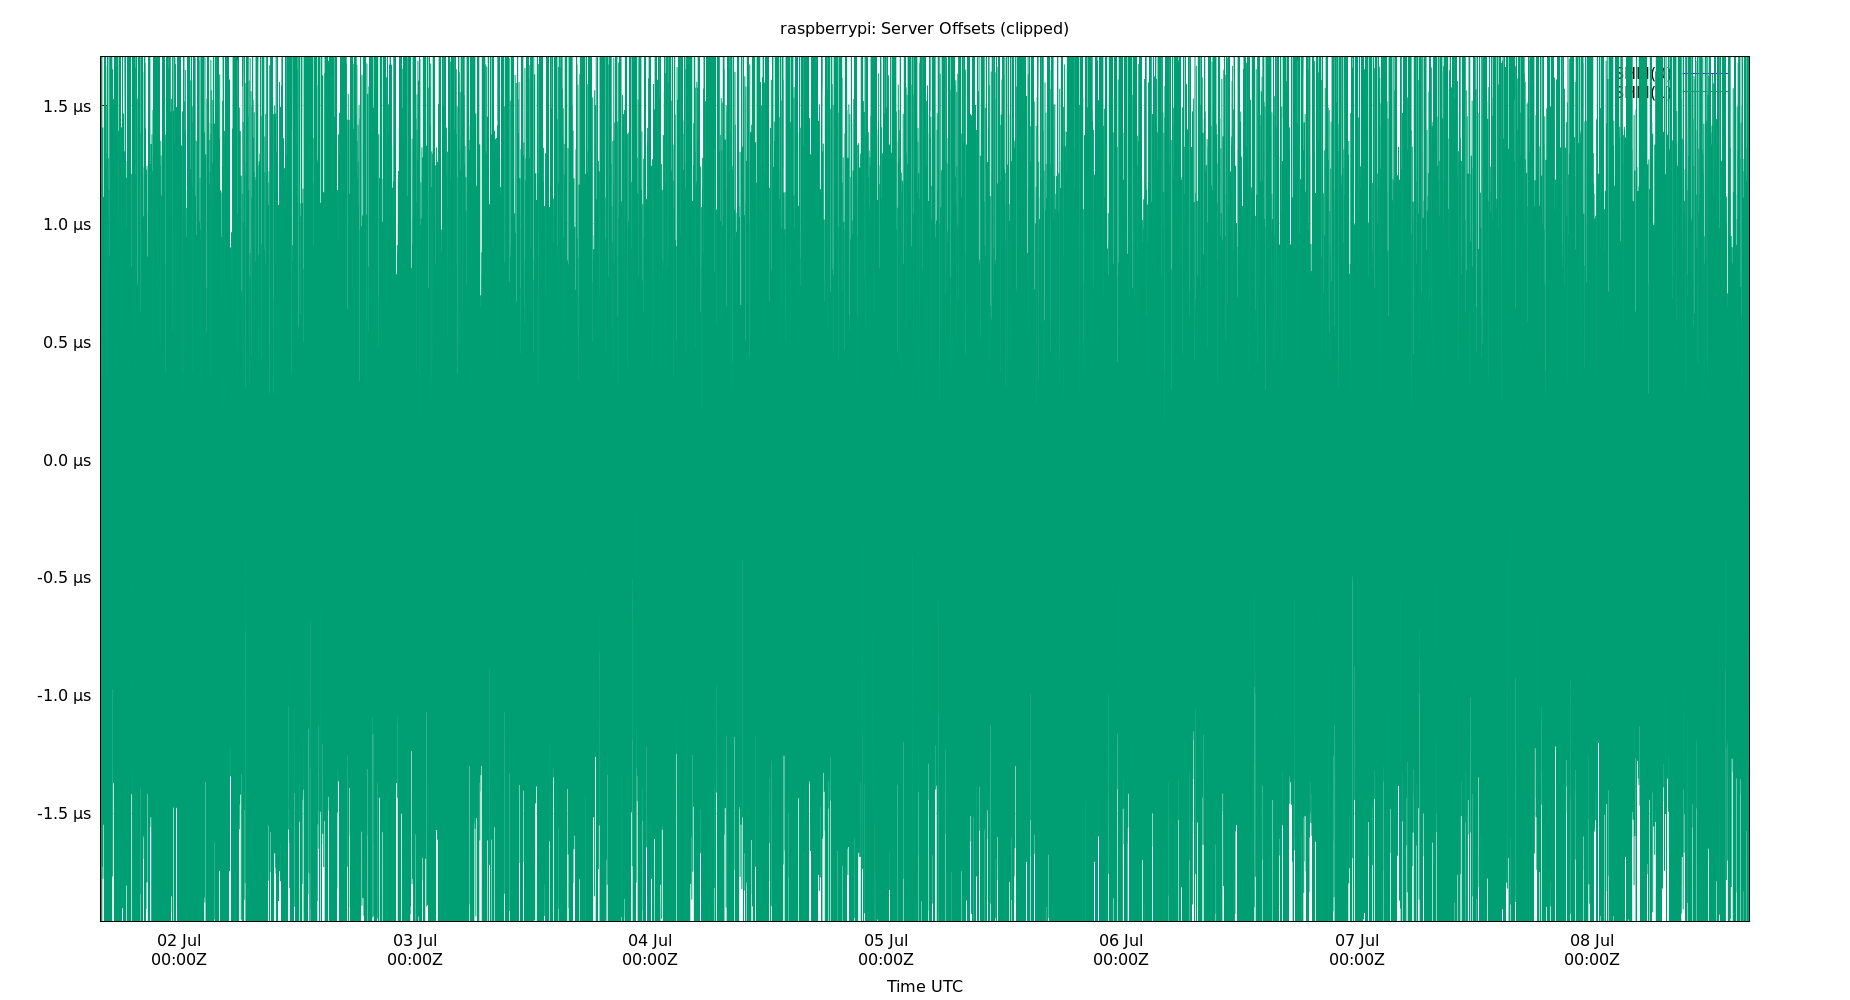 raspberrypi: Server Offsets (clipped)
1.5 µs
1.0 µs
0.5 µs
0.0 µs
-0.5 µs
-1.0 µs
-1.5 µs
02 Jul 03 Jul 04 Jul 05 Jul 06 Jul 07 Jul 08 Jul
00:00Z 00:00Z 00:00Z 00:00Z 00:00Z 00:00Z 00:00Z
Time UTC